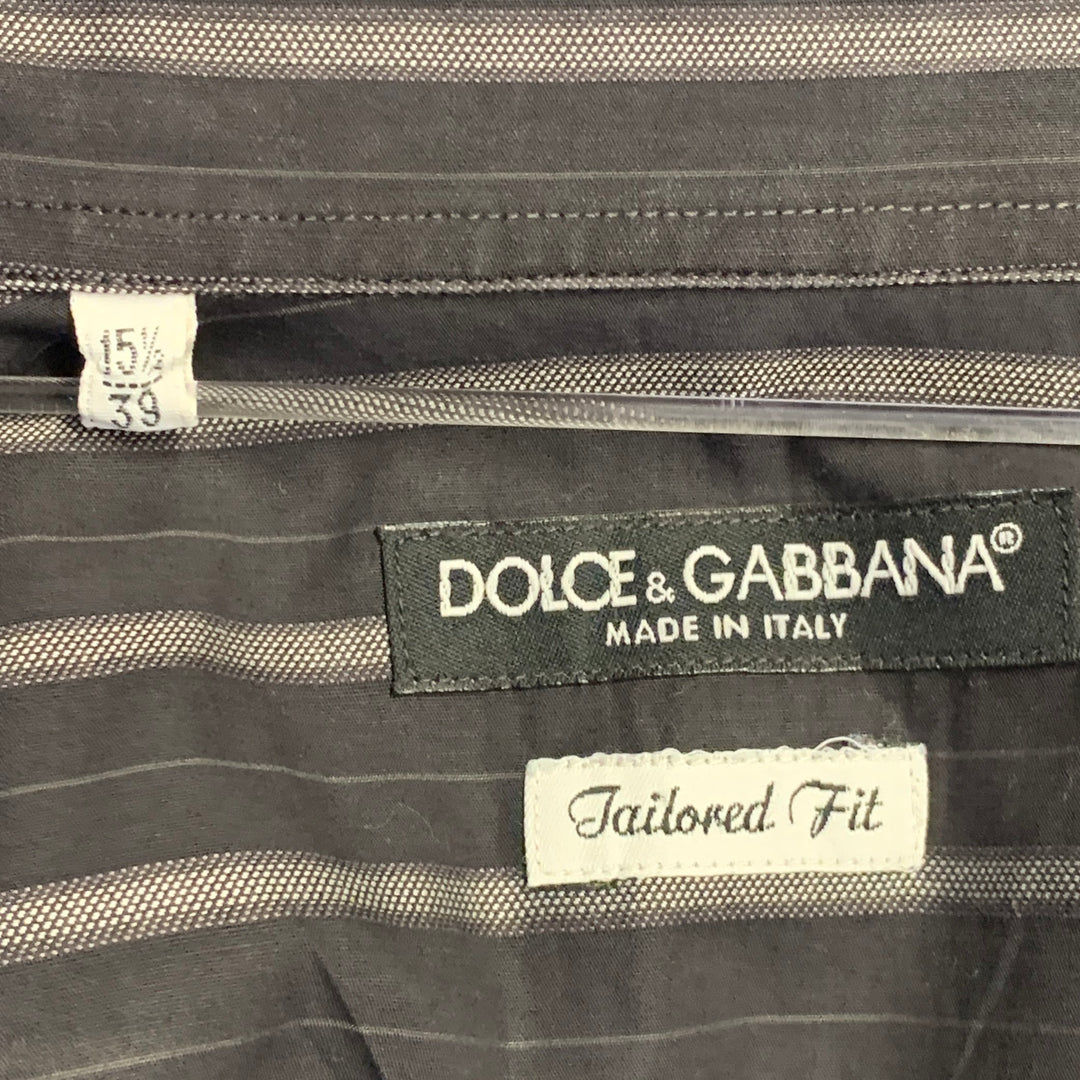 15½
39
DOLCE & GABBANA®
MADE IN ITALY
Tailored Fit